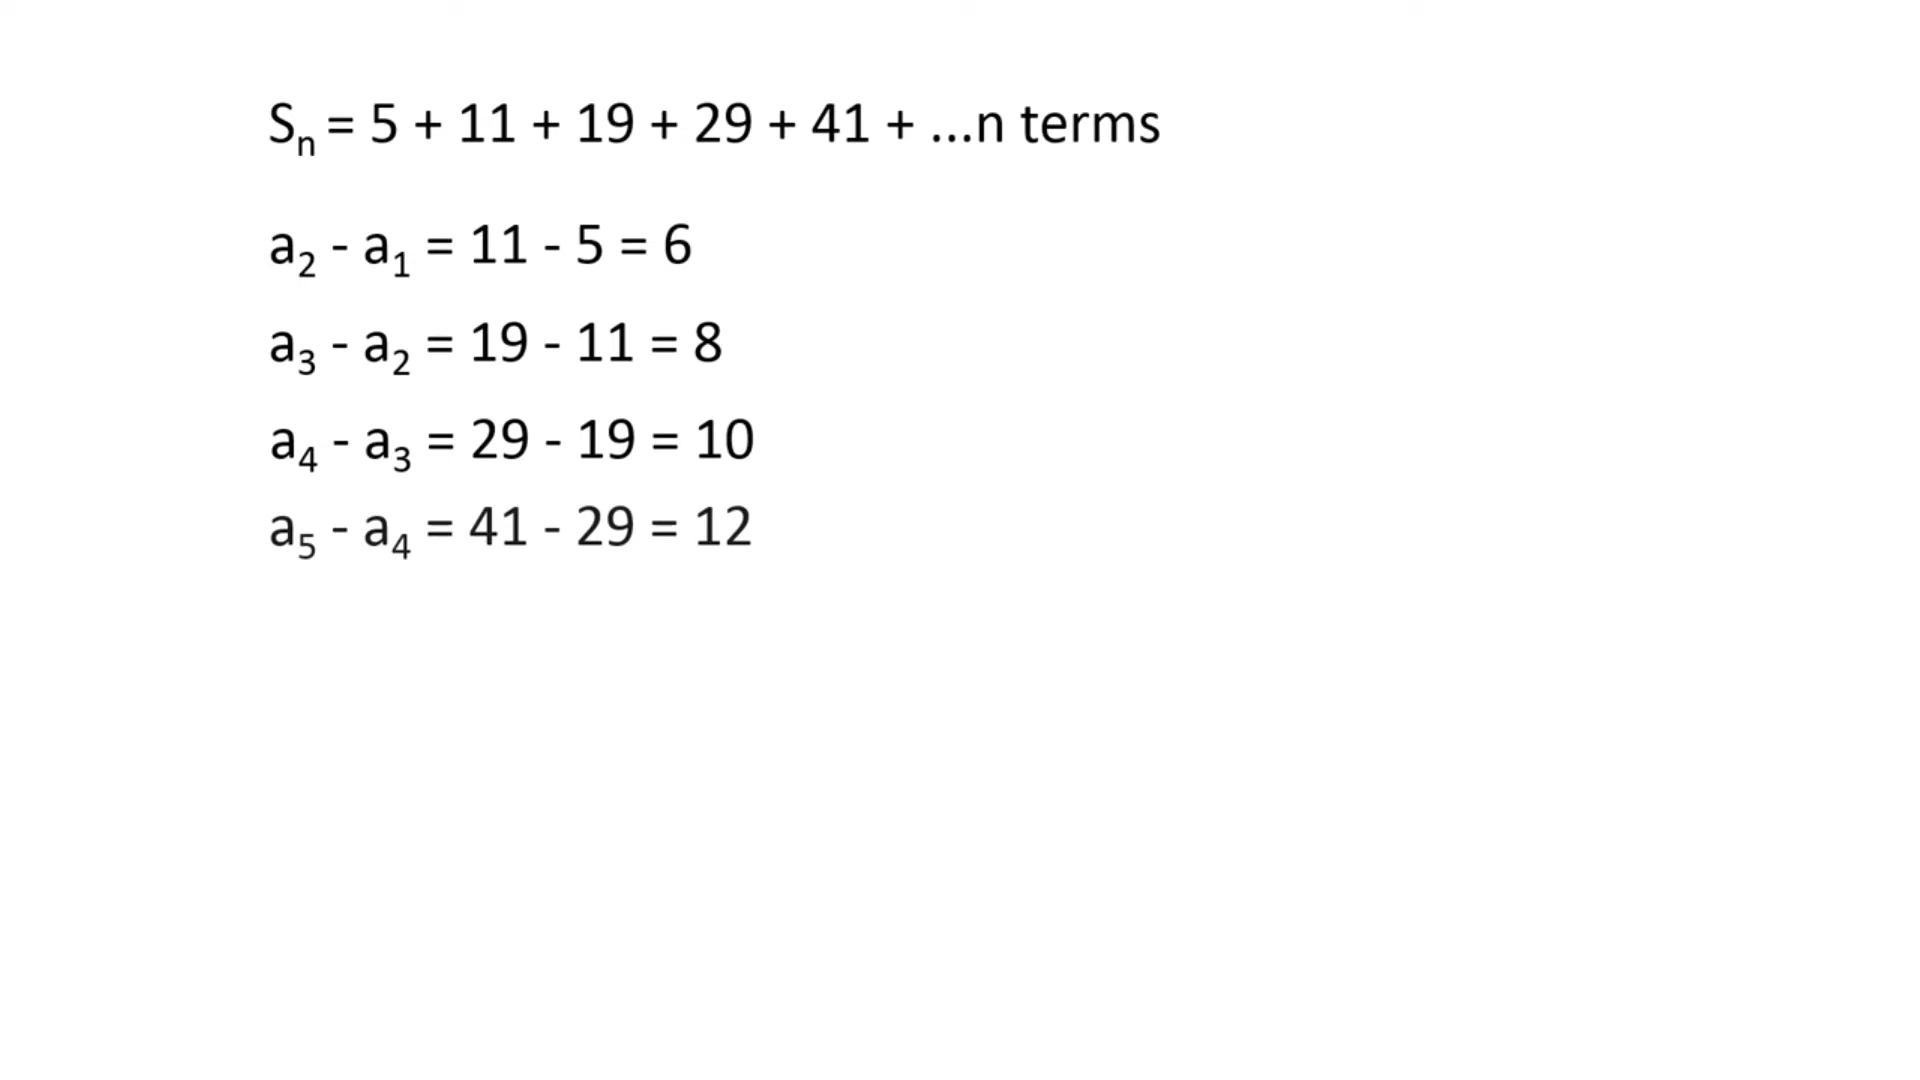 Sₙ = 5 + 11 + 19 + 29 + 41 + ...n terms
a₂ - a₁ = 11 - 5 = 6
a₃ - a₂ = 19 - 11 = 8
a₄ - a₃ = 29 - 19 = 10
a₅ - a₄ = 41 - 29 = 12